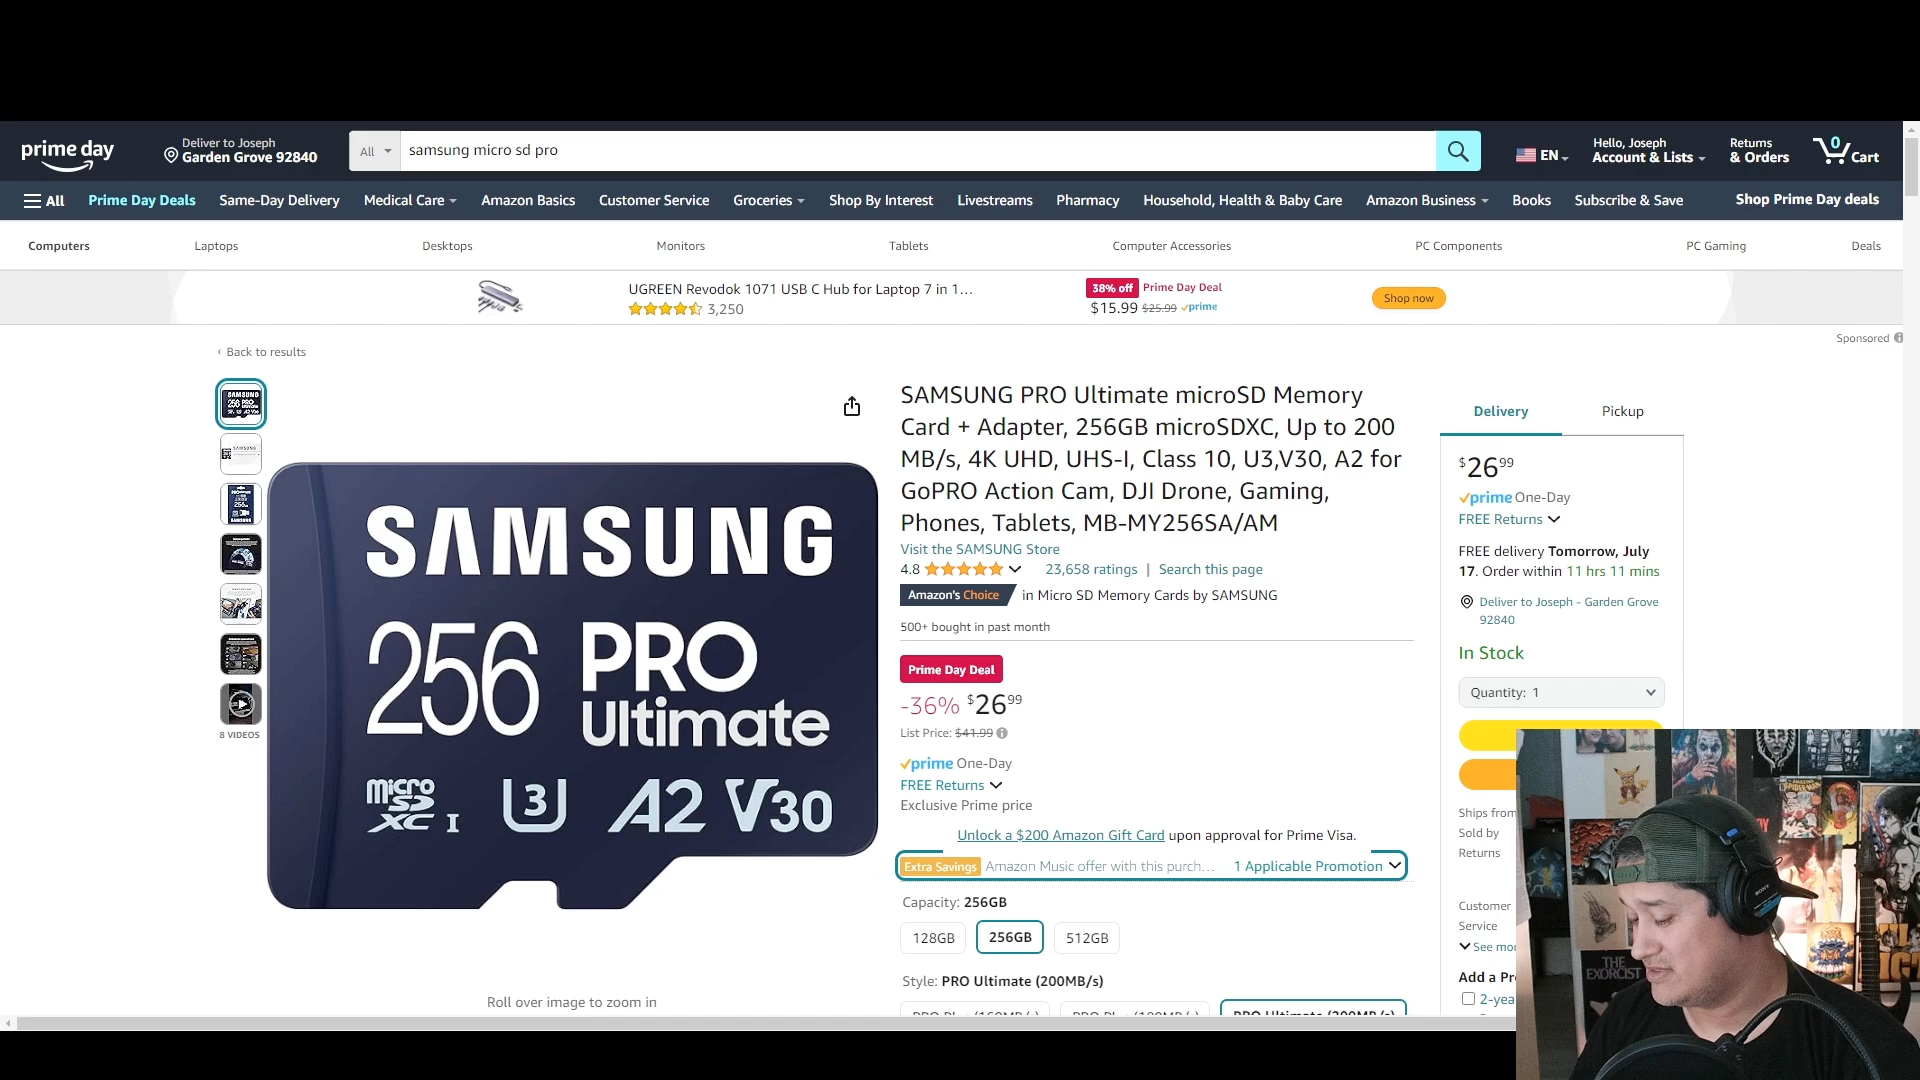 prime day
Deliver to Joseph
Garden Grove 92840
All
samsung micro sd pro
EN
Hello, Joseph
Account & Lists
Returns
& Orders
0
Cart
All
Prime Day Deals
Same-Day Delivery
Medical Care
Amazon Basics
Customer Service
Groceries
Shop By Interest
Livestreams
Pharmacy
Household, Health & Baby Care
Amazon Business
Books
Subscribe & Save
Shop Prime Day deals
Computers
Laptops
Desktops
Monitors
Tablets
Computer Accessories
PC Components
PC Gaming
Deals
UGREEN Revodok 1071 USB C Hub for Laptop 7 in 1…
3,250
38% off Prime Day Deal
$15.99 $25.99 prime
Shop now
Sponsored
‹ Back to results
8 VIDEOS
SAMSUNG
256 PRO
Ultimate
micro SD XC I U3 A2 V30
Roll over image to zoom in
SAMSUNG PRO Ultimate microSD Memory
Card + Adapter, 256GB microSDXC, Up to 200
MB/s, 4K UHD, UHS-I, Class 10, U3,V30, A2 for
GoPRO Action Cam, DJI Drone, Gaming,
Phones, Tablets, MB-MY256SA/AM
Visit the SAMSUNG Store
4.8 23,658 ratings | Search this page
Amazon's Choice in Micro SD Memory Cards by SAMSUNG
500+ bought in past month
Prime Day Deal
-36% $26 99
List Price: $41.99
prime One-Day
FREE Returns
Exclusive Prime price
Unlock a $200 Amazon Gift Card upon approval for Prime Visa.
Extra Savings Amazon Music offer with this purch… 1 Applicable Promotion
Capacity: 256GB
128GB
256GB
512GB
Style: PRO Ultimate (200MB/s)
PRO Plus (160MB/s)
PRO Plus (180MB/s)
PRO Ultimate (200MB/s)
Delivery
Pickup
$26 99
prime One-Day
FREE Returns
FREE delivery Tomorrow, July
17. Order within 11 hrs 11 mins
Deliver to Joseph - Garden Grove
92840
In Stock
Quantity: 1
Ships from
Sold by
Returns
Customer
Service
See mor
Add a Pr
2-yea
THE
EXORCIST
SONY